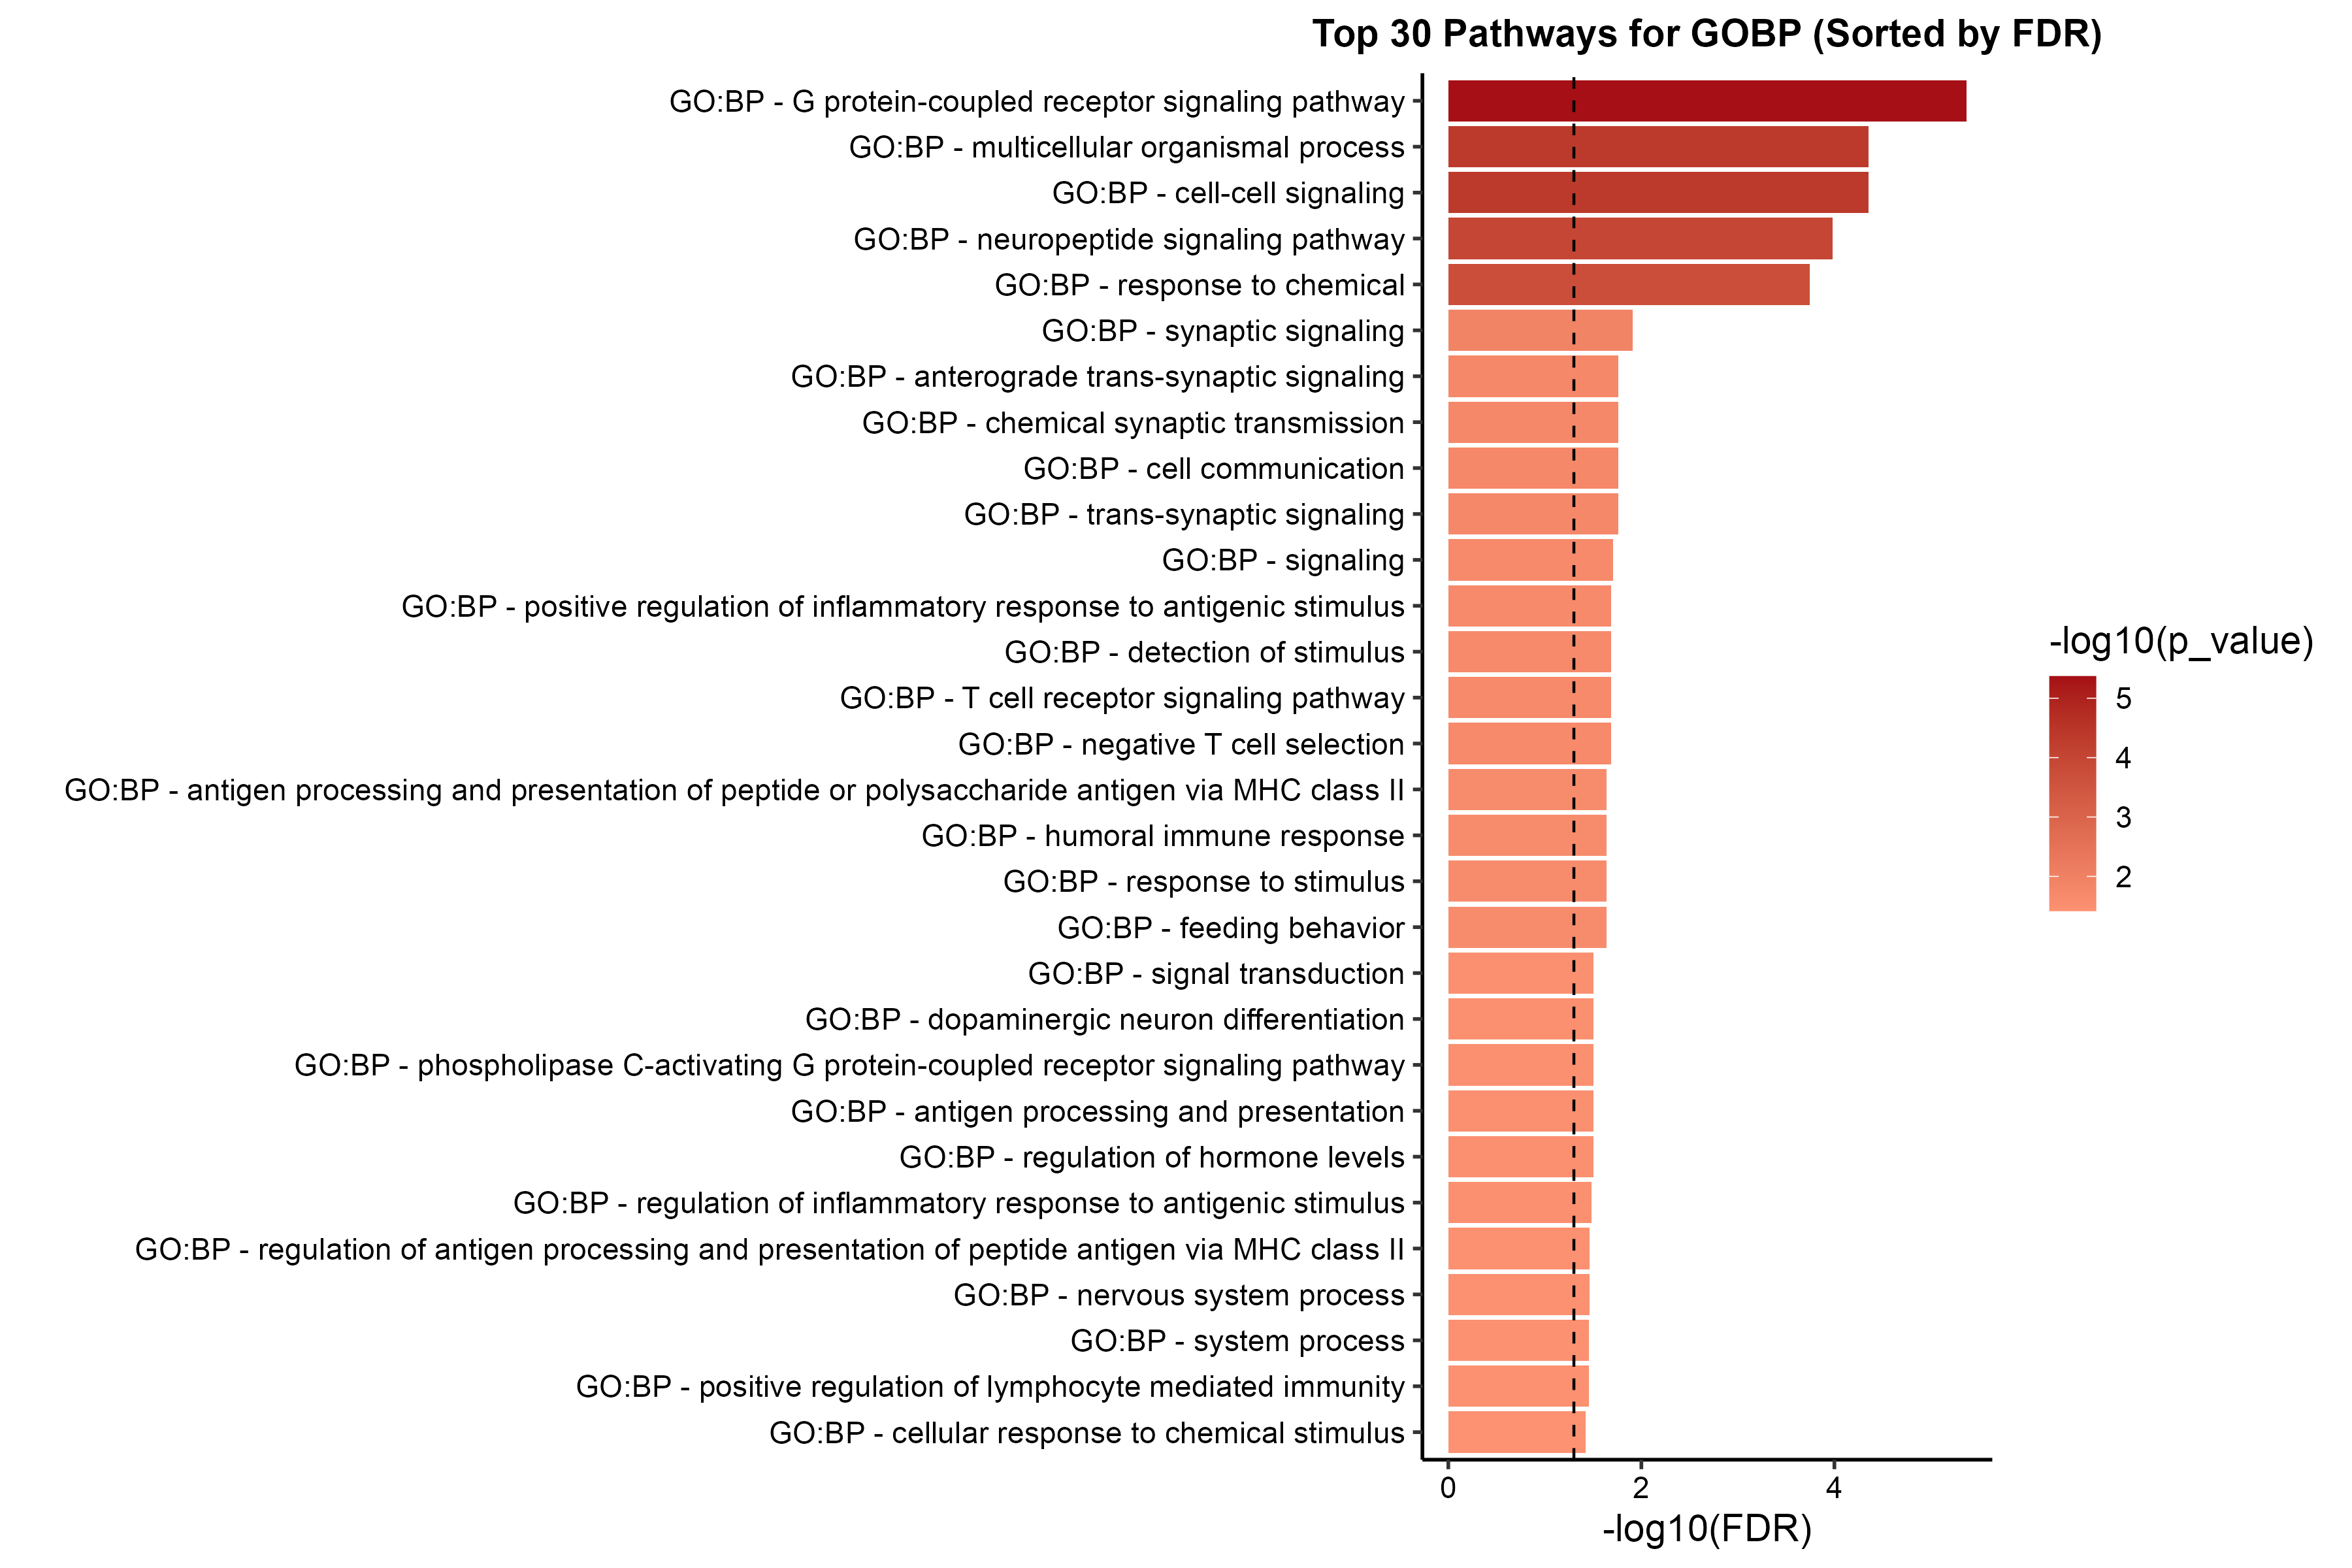 Top 30 Pathways for GOBP (Sorted by FDR)
GO:BP - G protein-coupled receptor signaling pathway
GO:BP - multicellular organismal process
GO:BP - cell-cell signaling
GO:BP - neuropeptide signaling pathway
GO:BP - response to chemical
GO:BP - synaptic signaling
GO:BP - anterograde trans-synaptic signaling
GO:BP - chemical synaptic transmission
GO:BP - cell communication
GO:BP - trans-synaptic signaling
GO:BP - signaling
GO:BP - positive regulation of inflammatory response to antigenic stimulus
GO:BP - detection of stimulus
GO:BP - T cell receptor signaling pathway
GO:BP - negative T cell selection
GO:BP - antigen processing and presentation of peptide or polysaccharide antigen via MHC class II
GO:BP - humoral immune response
GO:BP - response to stimulus
GO:BP - feeding behavior
GO:BP - signal transduction
GO:BP - dopaminergic neuron differentiation
GO:BP - phospholipase C-activating G protein-coupled receptor signaling pathway
GO:BP - antigen processing and presentation
GO:BP - regulation of hormone levels
GO:BP - regulation of inflammatory response to antigenic stimulus
GO:BP - regulation of antigen processing and presentation of peptide antigen via MHC class II
GO:BP - nervous system process
GO:BP - system process
GO:BP - positive regulation of lymphocyte mediated immunity
GO:BP - cellular response to chemical stimulus
0 2 4
-log10(FDR)
-log10(p_value)
5
4
3
2